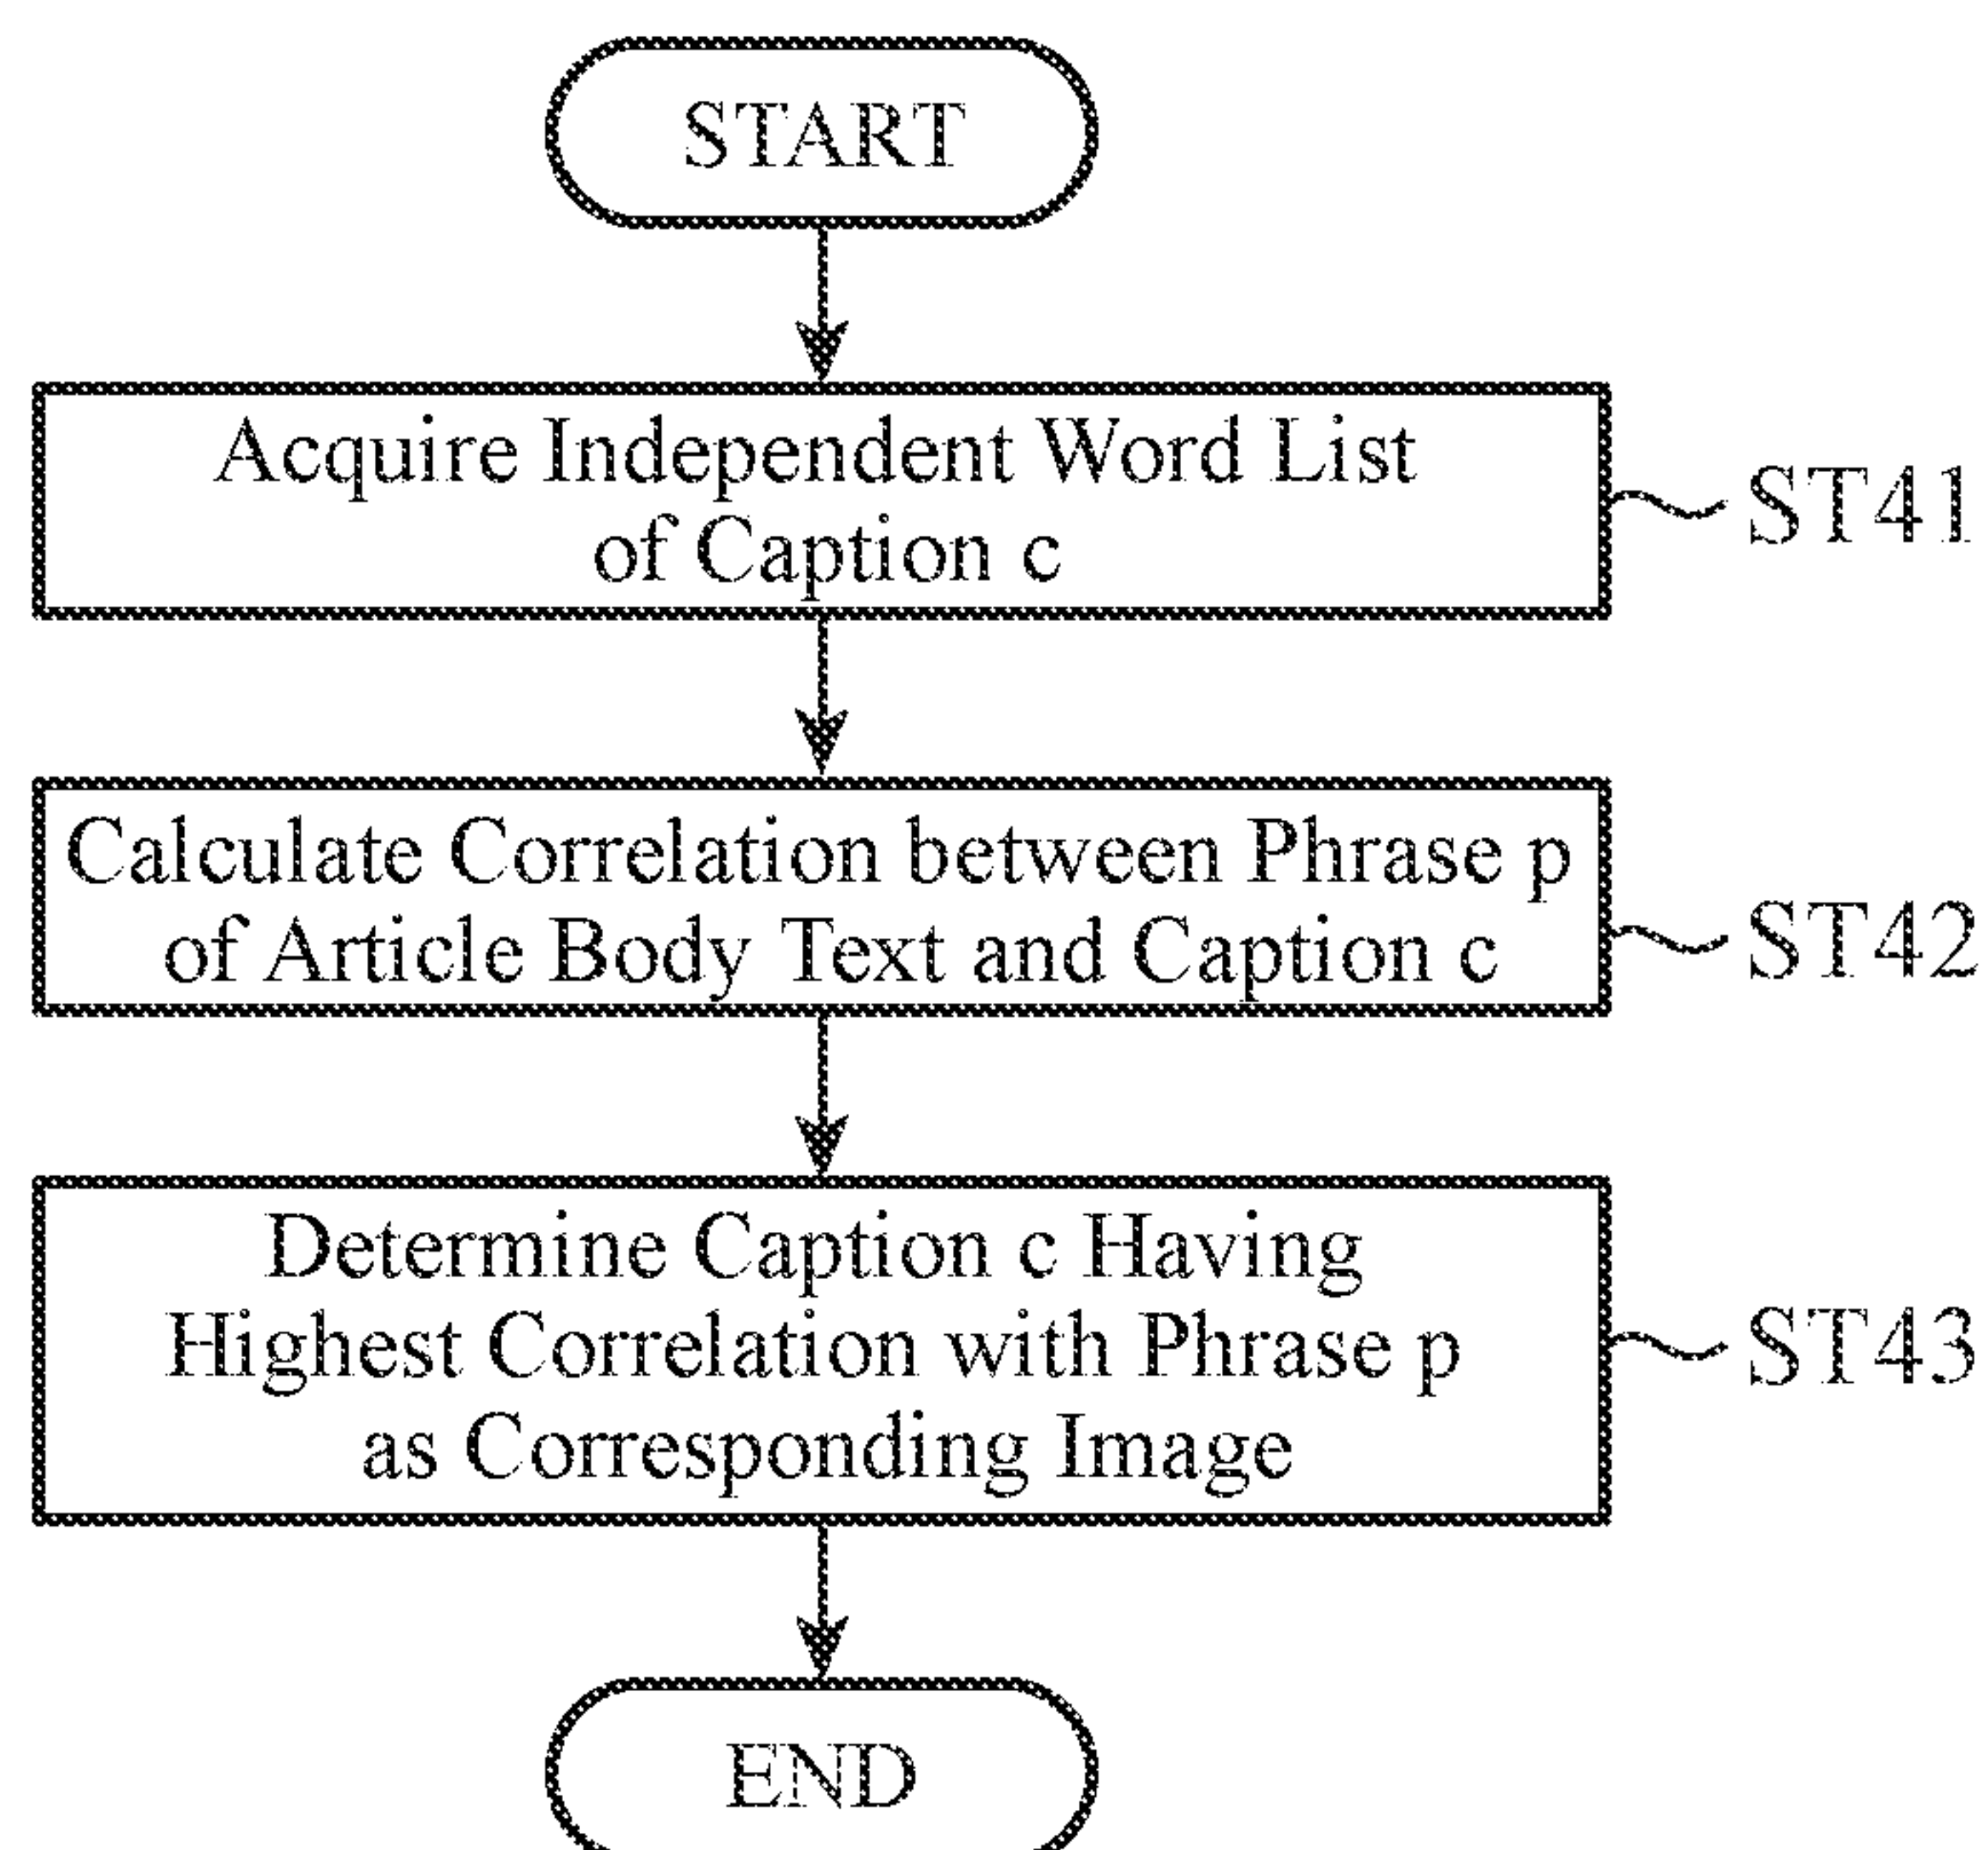 START
Acquire Independent Word List
of Caption c
ST41
Calculate Correlation between Phrase p
of Article Body Text and Caption c
ST42
Determine Caption c Having
Highest Correlation with Phrase p
as Corresponding Image
ST43
END